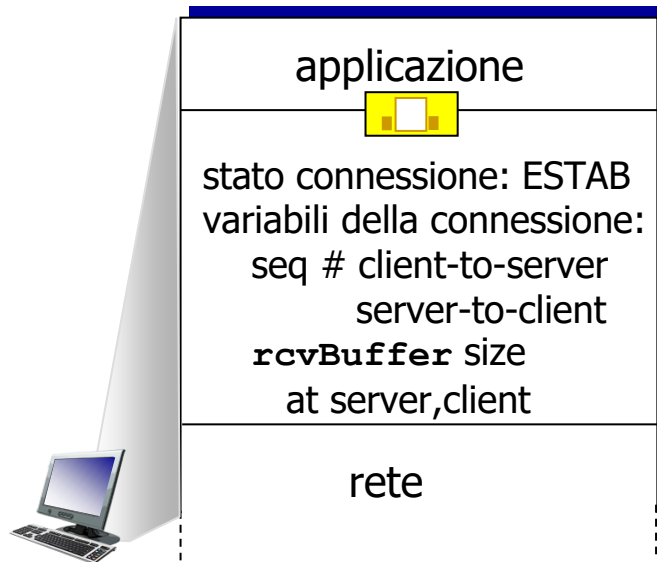 applicazione
stato connessione: ESTAB
variabili della connessione:
seq # client-to-server
server-to-client
rcvBuffer size
at server,client
rete